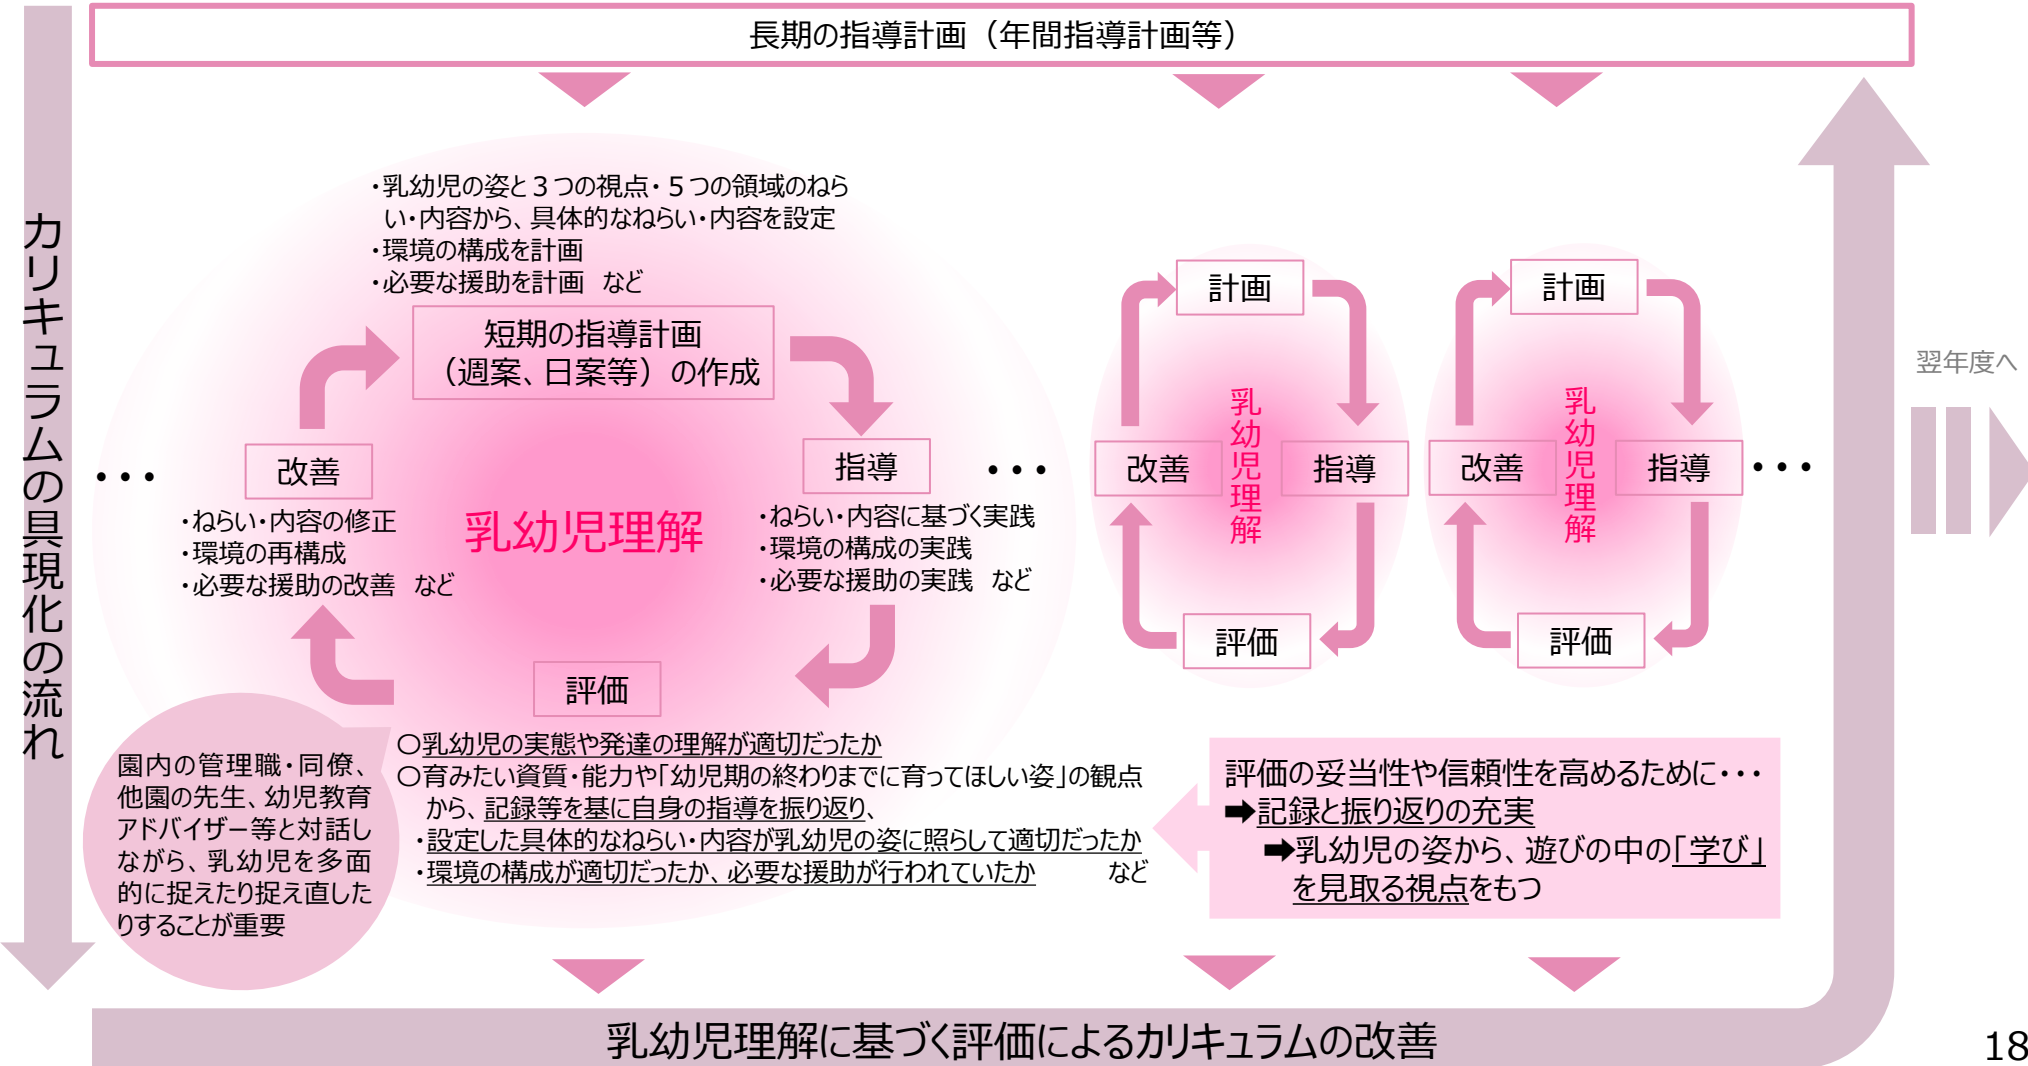 長期の指導計画（年間指導計画等）
カリキュラムの具現化の流れ
・乳幼児の姿と３つの視点・５つの領域のねら
い・内容から、具体的なねらい・内容を設定
・環境の構成を計画
・必要な援助を計画　など
短期の指導計画
（週案、日案等）の作成
・・・
改善
・ねらい・内容の修正
・環境の再構成
・必要な援助の改善　など
乳幼児理解
指導
・ねらい・内容に基づく実践
・環境の構成の実践
・必要な援助の実践　など
・・・
評価
〇乳幼児の実態や発達の理解が適切だったか
〇育みたい資質・能力や「幼児期の終わりまでに育ってほしい姿」の観点
から、記録等を基に自身の指導を振り返り、
・設定した具体的なねらい・内容が乳幼児の姿に照らして適切だったか
・環境の構成が適切だったか、必要な援助が行われていたか　　など
園内の管理職・同僚、
他園の先生、幼児教育
アドバイザー等と対話し
ながら、乳幼児を多面
的に捉えたり捉え直した
りすることが重要
計画
改善
乳幼児理解
指導
評価
計画
改善
乳幼児理解
指導
評価
・・・
評価の妥当性や信頼性を高めるために・・・
➡記録と振り返りの充実
➡乳幼児の姿から、遊びの中の「学び」
を見取る視点をもつ
翌年度へ
乳幼児理解に基づく評価によるカリキュラムの改善
18